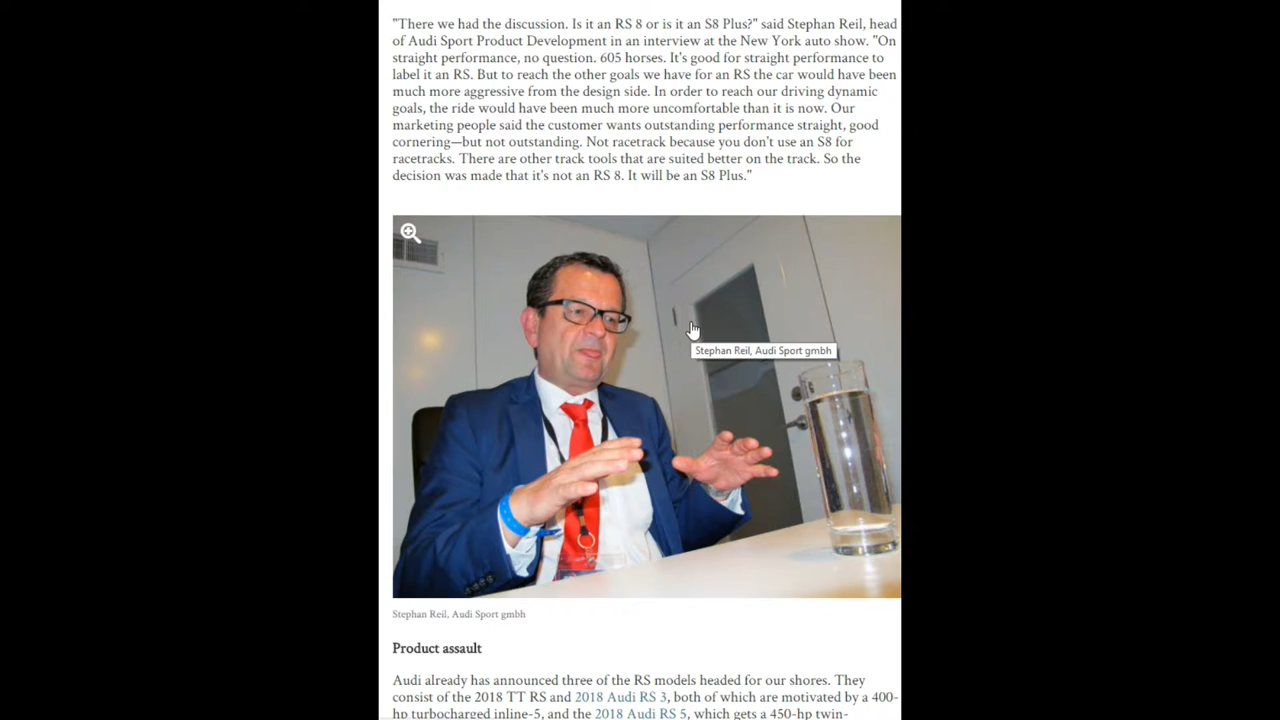 "There we had the discussion. Is it an RS 8 or is it an S8 Plus?" said Stephan Reil, head
of Audi Sport Product Development in an interview at the New York auto show. "On
straight performance, no question. 605 horses. It's good for straight performance to
label it an RS. But to reach the other goals we have for an RS the car would have been
much more aggressive from the design side. In order to reach our driving dynamic
goals, the ride would have been much more uncomfortable than it is now. Our
marketing people said the customer wants outstanding performance straight, good
cornering—but not outstanding. Not racetrack because you don't use an S8 for
racetracks. There are other track tools that are suited better on the track. So the
decision was made that it's not an RS 8. It will be an S8 Plus."
Stephan Reil, Audi Sport gmbh
Stephan Reil, Audi Sport gmbh
Product assault
Audi already has announced three of the RS models headed for our shores. They
consist of the 2018 TT RS and 2018 Audi RS 3, both of which are motivated by a 400-
hp turbocharged inline-5, and the 2018 Audi RS 5, which gets a 450-hp twin-